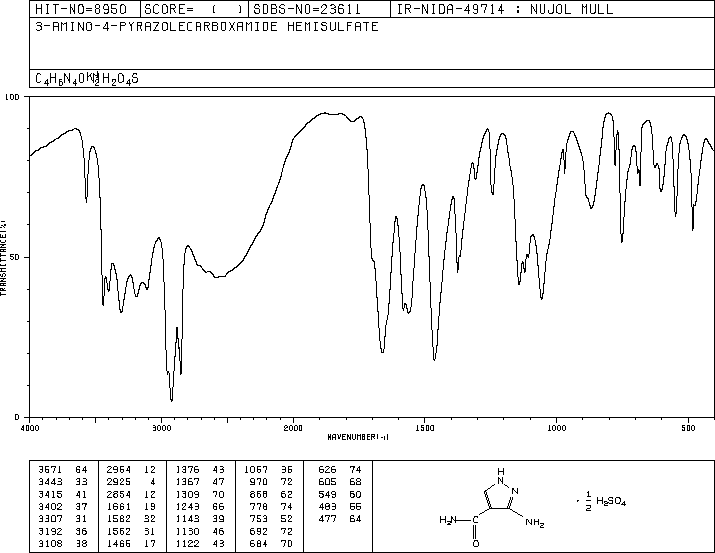 HIT-NO=8950 SCORE= ( ) SDBS-NO=23611 IR-NIDA-49714 : NUJOL MULL
3-AMINO-4-PYRAZOLECARBOXAMIDE HEMISULFATE
100
50
0
TRANSMITTANCE(%)
4000 3000 2000 1500 1000 500
WAVENUMBER(-1)
3571 64 2954 12 1376 43 1057 35 626 74
3443 33 2925 4 1367 47 970 72 605 68
3415 41 2854 12 1309 70 868 62 549 60
3402 37 1661 19 1243 66 778 74 483 55
3307 31 1582 32 1143 39 753 52 477 64
3192 36 1562 31 1130 46 692 72
3108 38 1466 17 1122 43 684 70
H
N
N
H₂N C NH₂
O
· 1/2 H₂SO₄